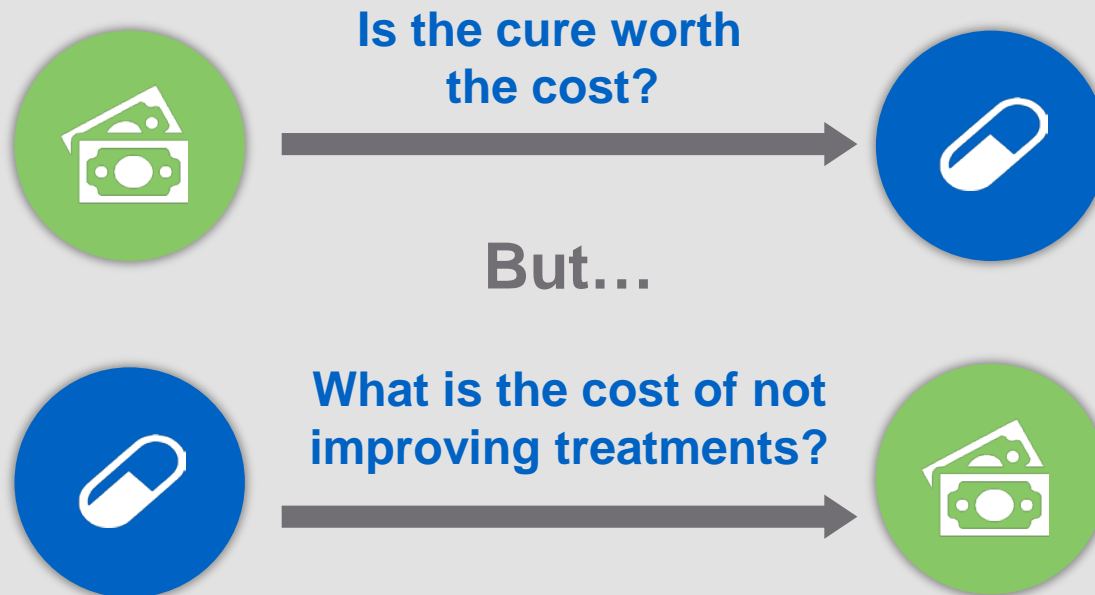 Is the cure worth
the cost?
But…
What is the cost of not
improving treatments?